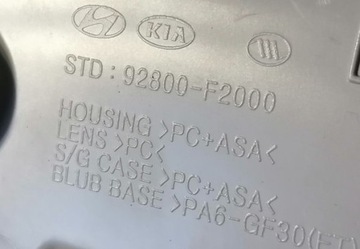 KIA
STD : 92800-F2000
HOUSING >PC+ASA<
LENS >PC<
S/G CASE >PC+ASA<
BLUB BASE >PA6-GF30(